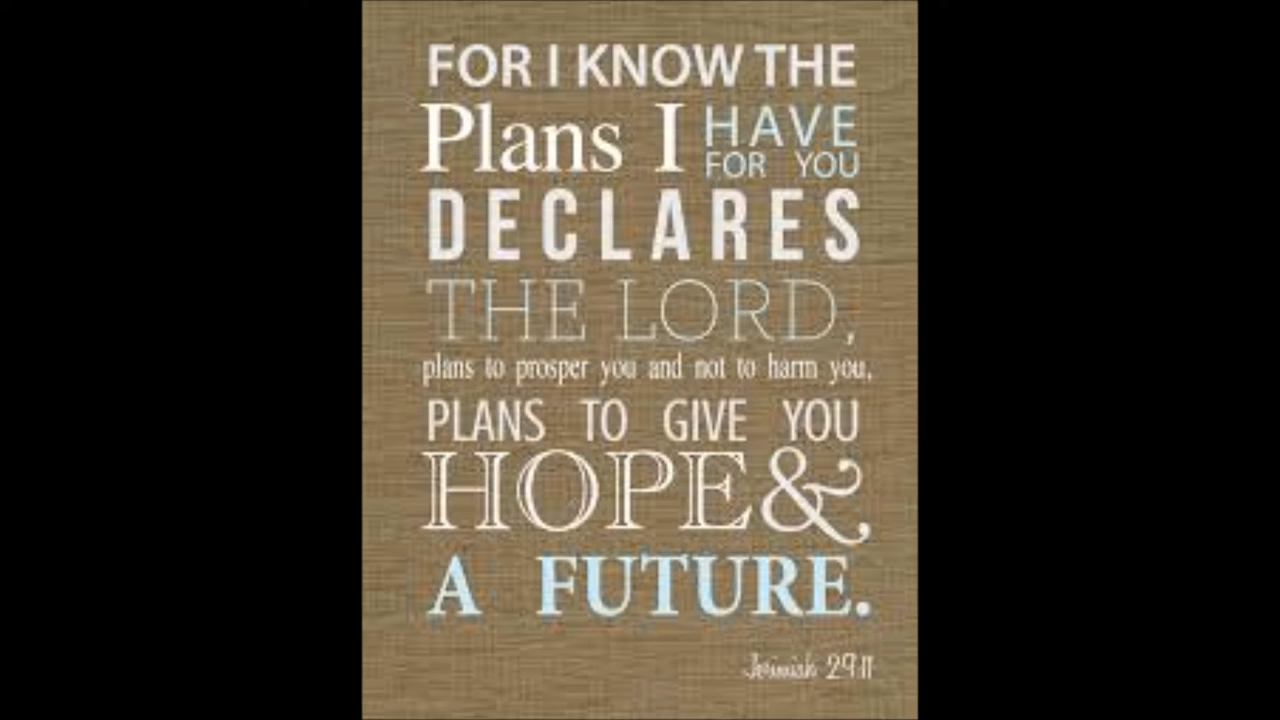 FOR I KNOW THE
Plans I HAVE
FOR YOU
DECLARES
THE LORD,
plans to prosper you and not to harm you,
PLANS TO GIVE YOU
HOPE &
A FUTURE.
Jerimiah 29:11